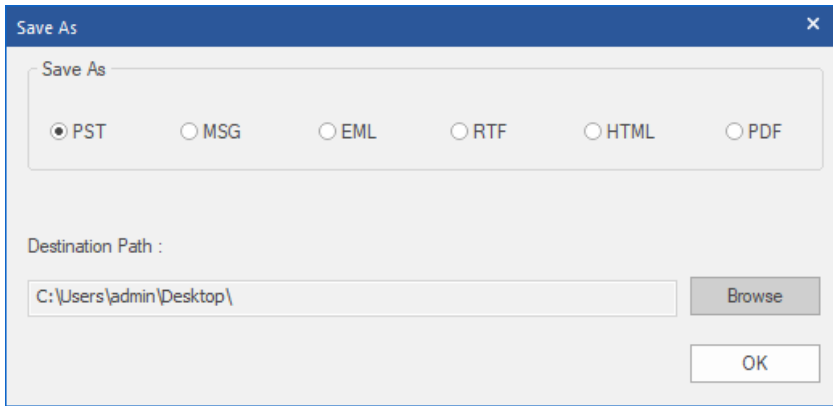 Save As
Save As
PST MSG EML RTF HTML PDF
Destination Path :
C:\Users\admin\Desktop\ Browse
OK